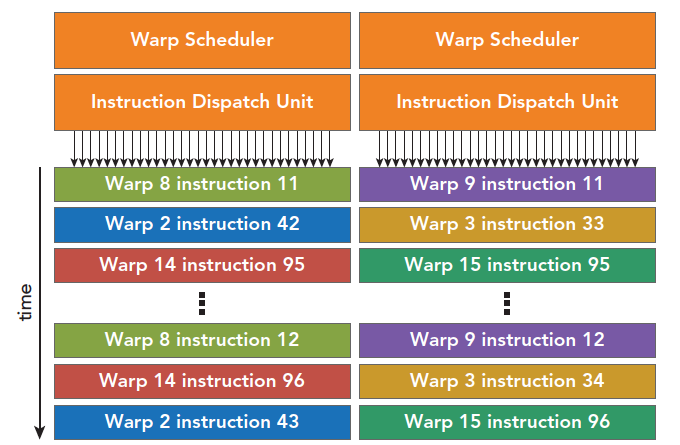 Warp Scheduler
Warp Scheduler
Instruction Dispatch Unit
Instruction Dispatch Unit
Warp 8 instruction 11
Warp 9 instruction 11
Warp 2 instruction 42
Warp 3 instruction 33
Warp 14 instruction 95
Warp 15 instruction 95
time
Warp 8 instruction 12
Warp 9 instruction 12
Warp 14 instruction 96
Warp 3 instruction 34
Warp 2 instruction 43
Warp 15 instruction 96